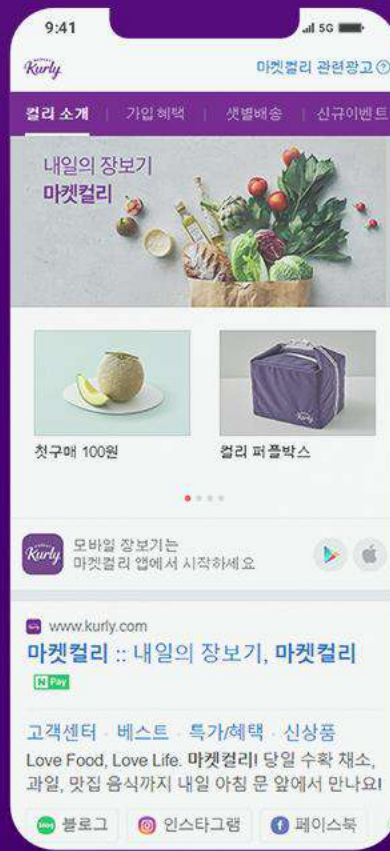 9:41
5G
MARKET
Kurly
마켓컬리 관련광고
컬리 소개 | 가입 혜택 | 샛별배송 | 신규이벤트
내일의 장보기
마켓컬리
Kurly
첫구매 100원
컬리 퍼플박스
Kurly
모바일 장보기는
마켓컬리 앱에서 시작하세요
www.kurly.com
마켓컬리 :: 내일의 장보기, 마켓컬리
N Pay
고객센터 · 베스트 · 특가/혜택 · 신상품
Love Food, Love Life. 마켓컬리! 당일 수확 채소,
과일, 맛집 음식까지 내일 아침 문 앞에서 만나요!
블로그
인스타그램
페이스북